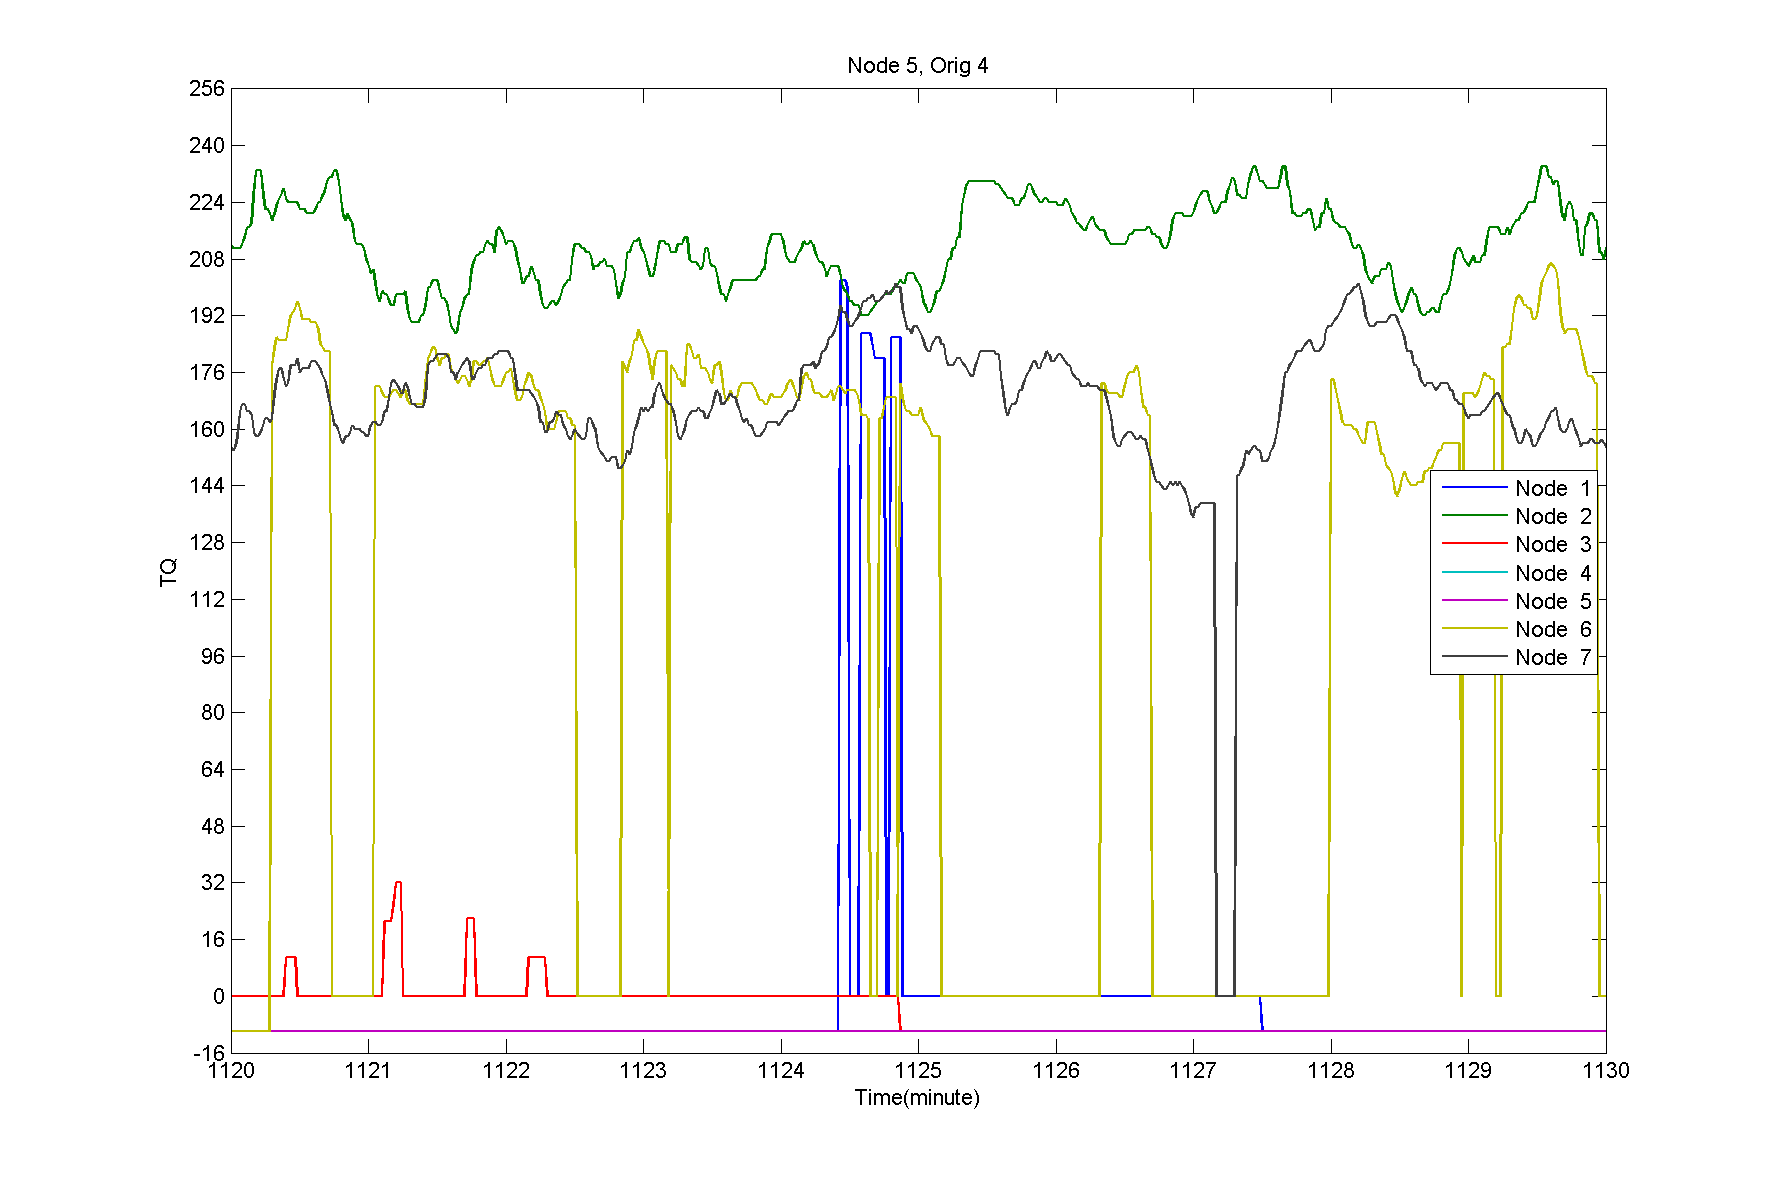 Node 5, Orig 4
256
240
224
208
192
176
160
144
128
112
96
80
64
48
32
16
0
-16
TQ
Node 1
Node 2
Node 3
Node 4
Node 5
Node 6
Node 7
1120 1121 1122 1123 1124 1125 1126 1127 1128 1129 1130
Time(minute)